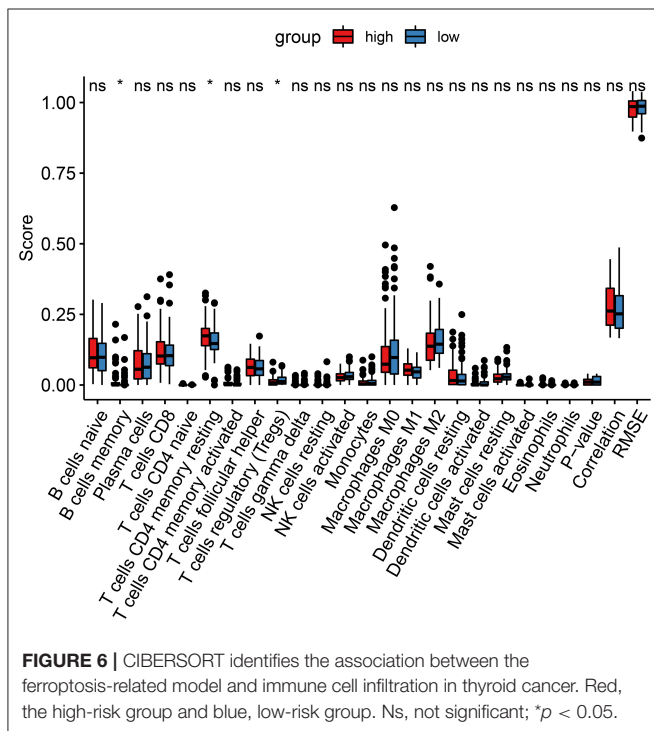 group high low
ns * ns ns ns * ns ns * ns ns ns ns ns ns ns ns ns ns ns ns ns ns ns ns
1.00
0.75
0.50
0.25
0.00
Score
B cells naive
B cells memory
Plasma cells
T cells CD8
T cells CD4 naive
T cells CD4 memory resting
T cells CD4 memory activated
T cells follicular helper
T cells regulatory (Tregs)
T cells gamma delta
NK cells resting
NK cells activated
Monocytes
Macrophages M0
Macrophages M1
Macrophages M2
Dendritic cells resting
Dendritic cells activated
Mast cells resting
Mast cells activated
Eosinophils
Neutrophils
P-value
Correlation
RMSE
FIGURE 6 | CIBERSORT identifies the association between the
ferroptosis-related model and immune cell infiltration in thyroid cancer. Red,
the high-risk group and blue, low-risk group. Ns, not significant; *p < 0.05.